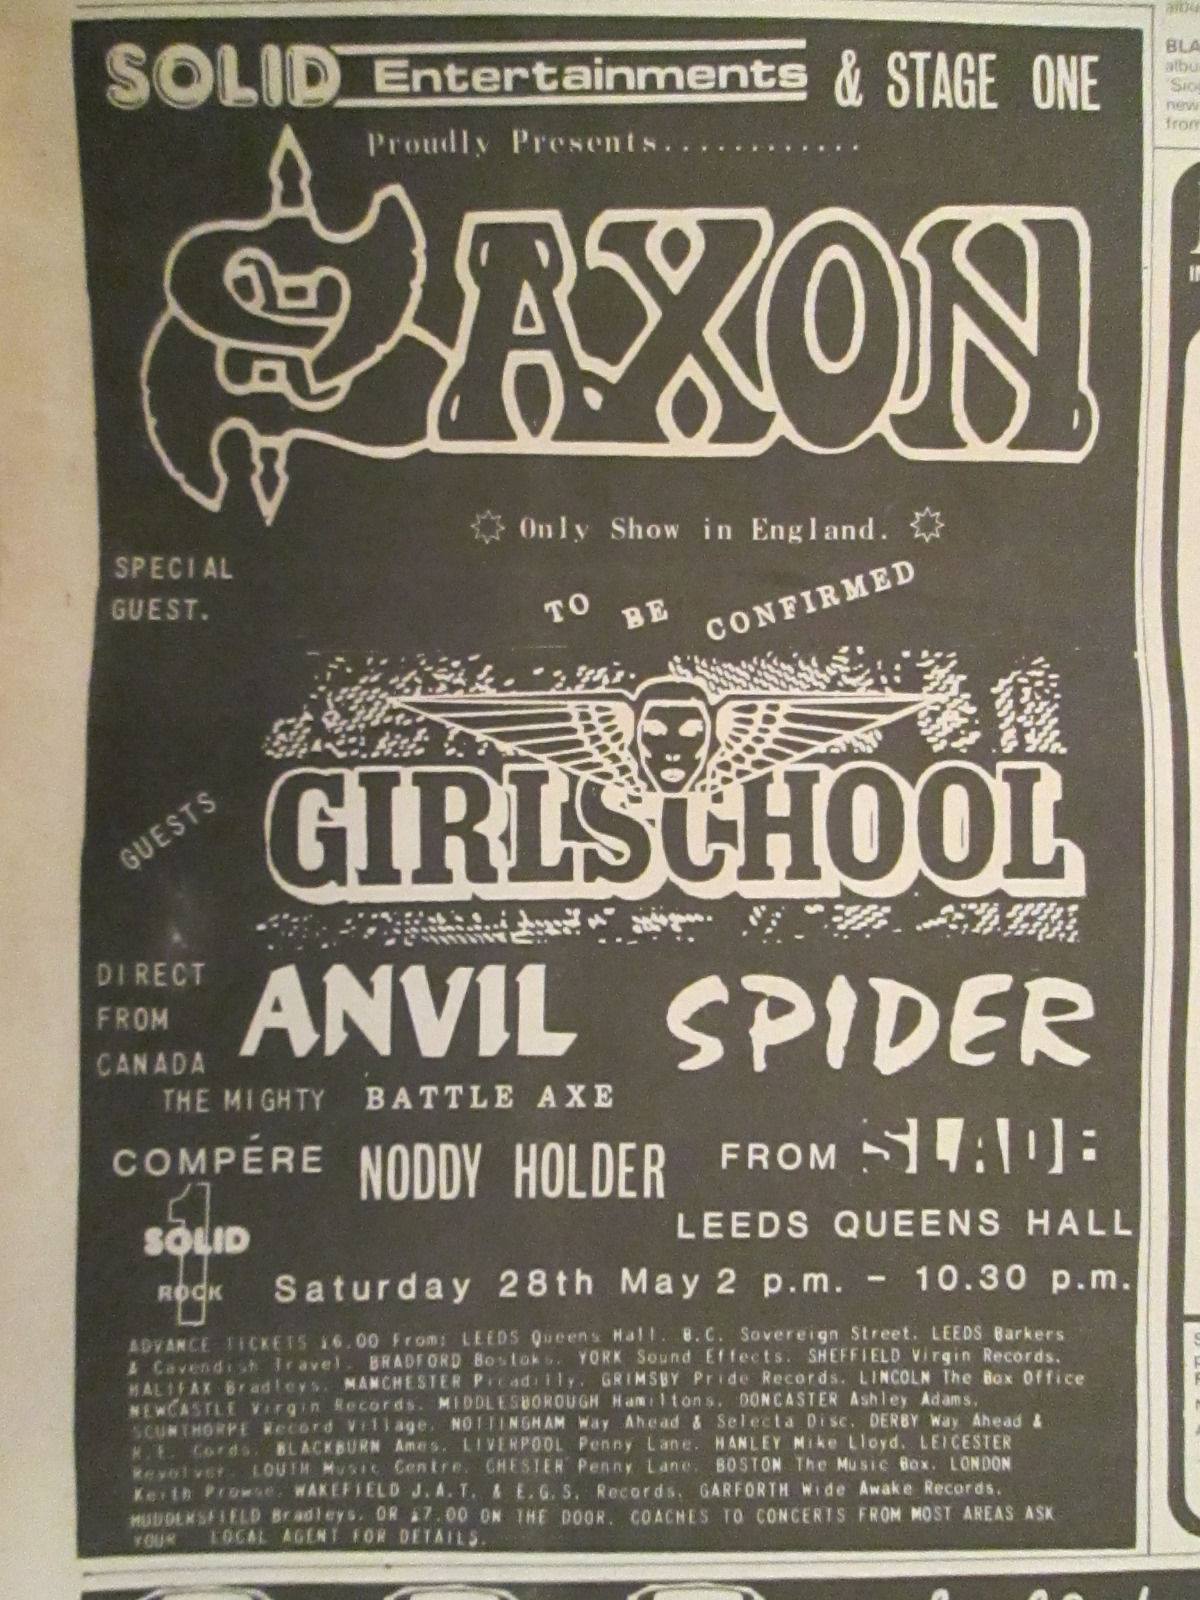 SOLID Entertainments & STAGE ONE
Proudly Presents............
SAXON
Only Show in England.
SPECIAL
GUEST.
TO BE CONFIRMED
GUESTS
GIRLSCHOOL
DIRECT
FROM
CANADA
ANVIL SPIDER
THE MIGHTY BATTLE AXE
COMPÉRE NODDY HOLDER FROM SLADE
1
SOLID
ROCK
LEEDS QUEENS HALL
Saturday 28th May 2 p.m. - 10.30 p.m.
ADVANCE TICKETS £6.00 From: LEEDS Queens Hall. B.C. Sovereign Street. LEEDS Barkers
& Cavendish Travel. BRADFORD Bostoks. YORK Sound Effects. SHEFFIELD Virgin Records.
HALIFAX Bradleys. MANCHESTER Picadilly. GRIMSBY Pride Records. LINCOLN The Box Office
NEWCASTLE Virgin Records. MIDDLESBOROUGH Hamiltons. DONCASTER Ashley Adams.
SCUNTHORPE Record Village. NOTTINGHAM Way Ahead & Selecta Disc. DERBY Way Ahead &
R.E. Cords. BLACKBURN Ames. LIVERPOOL Penny Lane. HANLEY Mike Lloyd. LEICESTER
Revolver. LOUTH Music Centre. CHESTER Penny Lane. BOSTON The Music Box. LONDON
Keith Prowse. WAKEFIELD J.A.T. & E.G.S. Records. GARFORTH Wide Awake Records.
HUDDERSFIELD Bradleys. OR £7.00 ON THE DOOR. COACHES TO CONCERTS FROM MOST AREAS ASK
YOUR LOCAL AGENT FOR DETAILS.